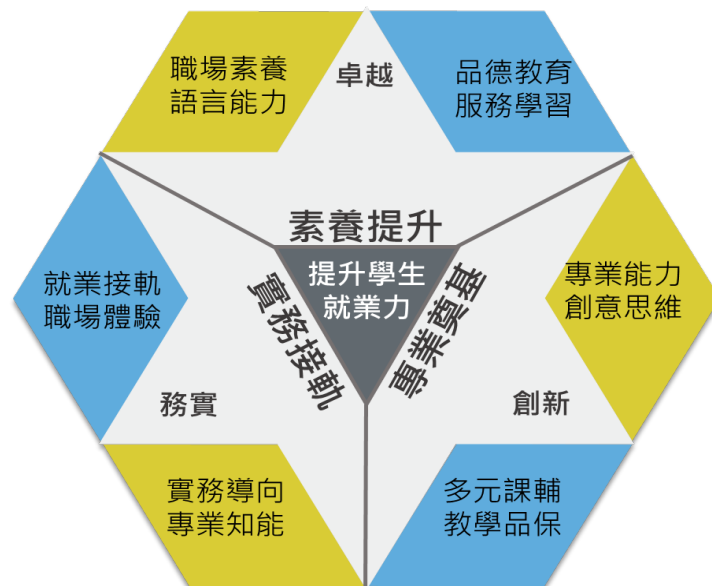 職場素養
語言能力
卓越
品德教育
服務學習
素養提升
提升學生
就業力
實務接軌
專業奠基
就業接軌
職場體驗
專業能力
創意思維
務實
創新
實務導向
專業知能
多元課輔
教學品保